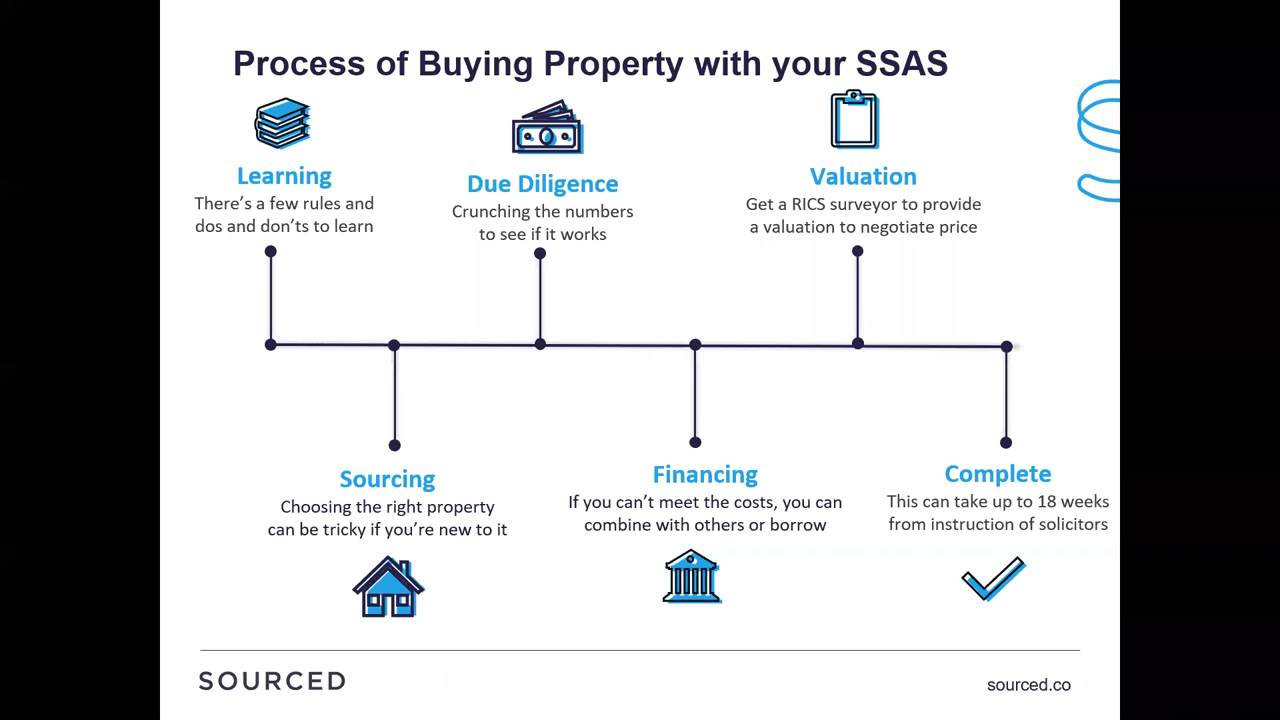 Process of Buying Property with your SSAS
Learning
There's a few rules and
dos and don'ts to learn
Due Diligence
Crunching the numbers
to see if it works
Valuation
Get a RICS surveyor to provide
a valuation to negotiate price
Sourcing
Choosing the right property
can be tricky if you're new to it
Financing
If you can't meet the costs, you can
combine with others or borrow
Complete
This can take up to 18 weeks
from instruction of solicitors
SOURCED
sourced.co